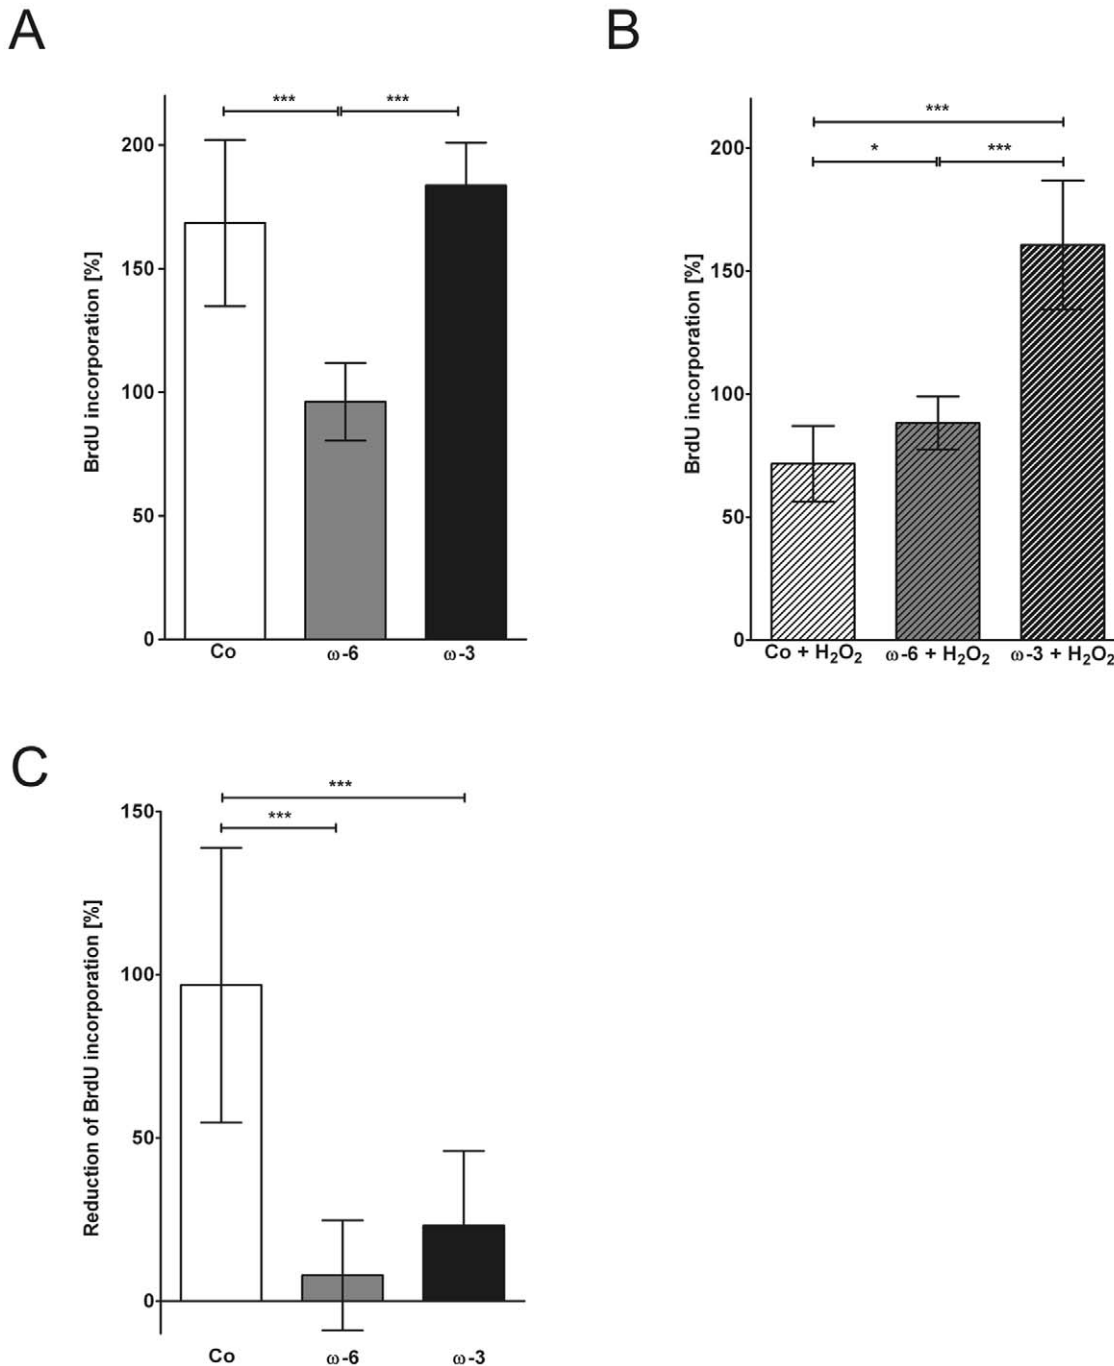 A
BrdU incorporation [%]
200
150
100
50
0
***
***
Co
ω-6
ω-3
B
BrdU incorporation [%]
200
150
100
50
0
***
*
***
Co + H₂O₂
ω-6 + H₂O₂
ω-3 + H₂O₂
C
Reduction of BrdU incorporation [%]
150
100
50
0
***
***
Co
ω-6
ω-3